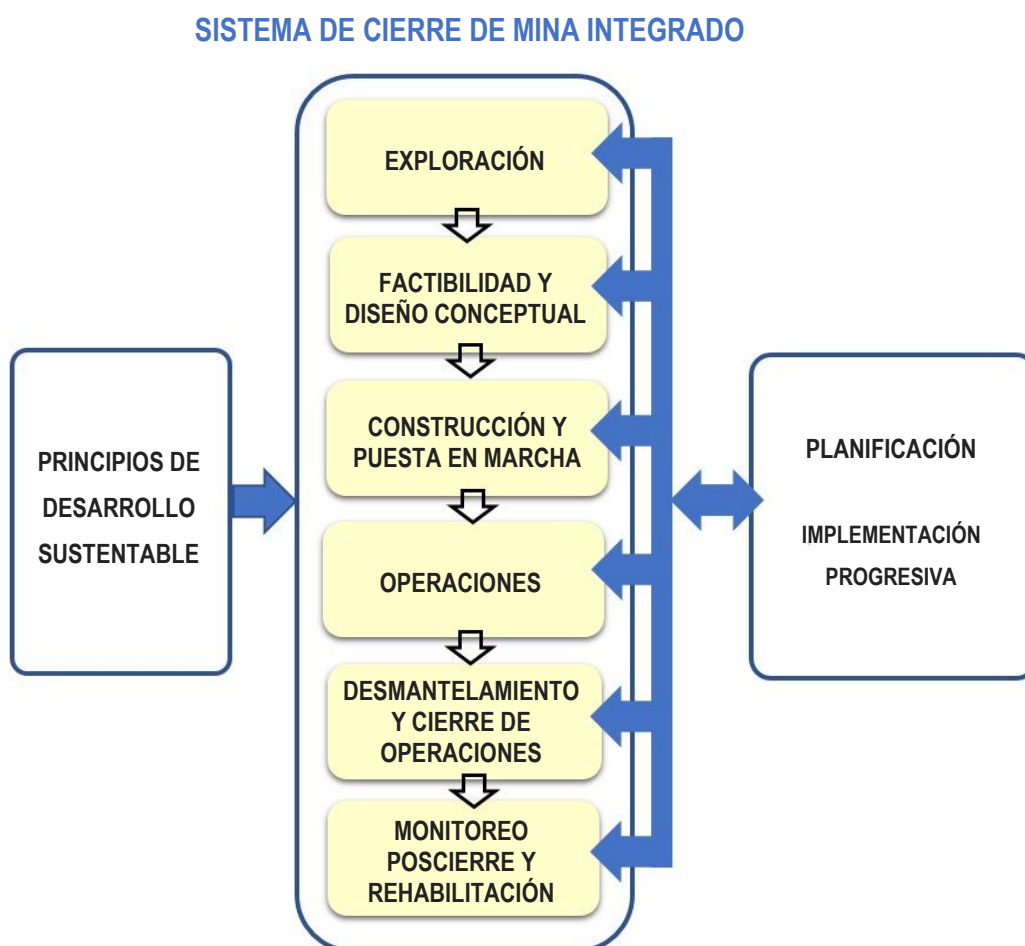 SISTEMA DE CIERRE DE MINA INTEGRADO
EXPLORACIÓN
FACTIBILIDAD Y
DISEÑO CONCEPTUAL
CONSTRUCCIÓN Y
PUESTA EN MARCHA
OPERACIONES
DESMANTELAMIENTO
Y CIERRE DE
OPERACIONES
MONITOREO
POSCIERRE Y
REHABILITACIÓN
PRINCIPIOS DE
DESARROLLO
SUSTENTABLE
PLANIFICACIÓN
IMPLEMENTACIÓN
PROGRESIVA